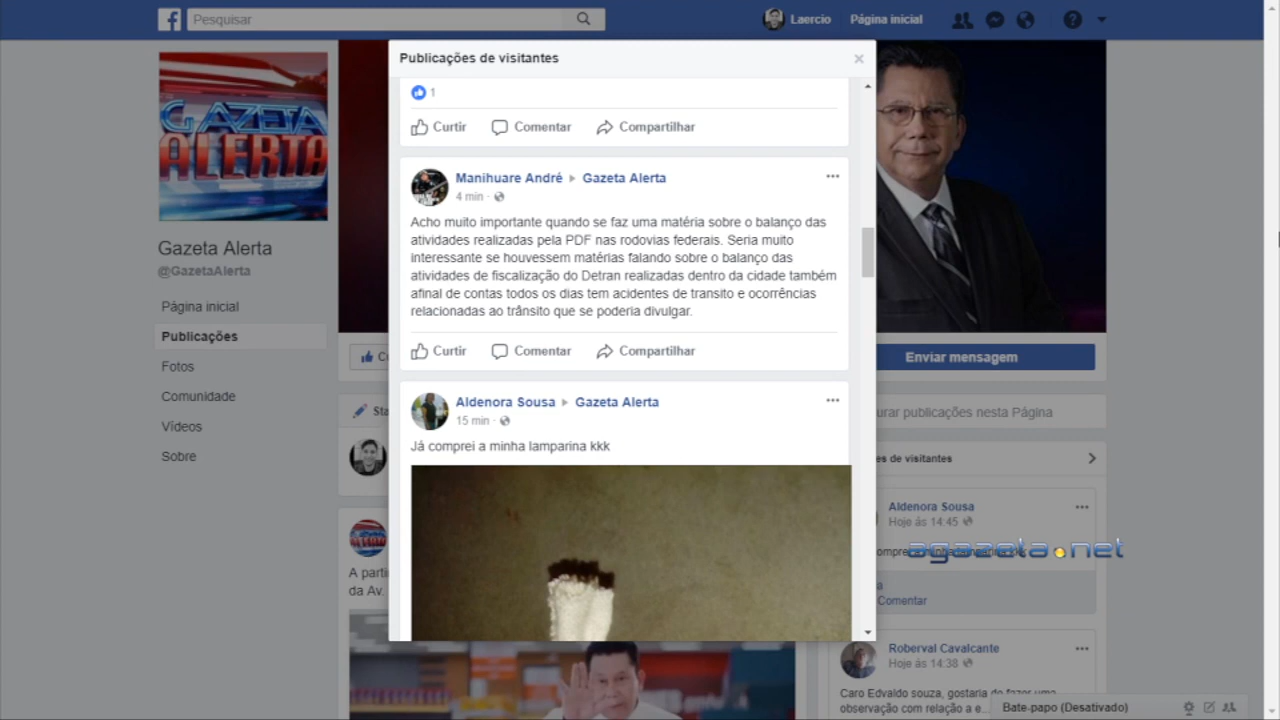 Pesquisar
Laercio
Página inicial
GAZETA
ALERTA
Gazeta Alerta
@GazetaAlerta
Página inicial
Publicações
Fotos
Comunidade
Vídeos
Sobre
Publicações de visitantes
1
Curtir Comentar Compartilhar
Manihuare André Gazeta Alerta
4 min
Acho muito importante quando se faz uma matéria sobre o balanço das
atividades realizadas pela PDF nas rodovias federais. Seria muito
interessante se houvessem matérias falando sobre o balanço das
atividades de fiscalização do Detran realizadas dentro da cidade também
afinal de contas todos os dias tem acidentes de transito e ocorrências
relacionadas ao trânsito que se poderia divulgar.
Curtir Comentar Compartilhar
Aldenora Sousa Gazeta Alerta
15 min
Já comprei a minha lamparina kkk
A parti
da Av.
Enviar mensagem
urar publicações nesta Página
es de visitantes
Aldenora Sousa
Hoje às 14:45
agazeta.net
Comentar
Roberval Cavalcante
Hoje às 14:38
Caro Edvaldo souza, gostaria de fazer uma
observação com relação a e...
Bate-papo (Desativado)